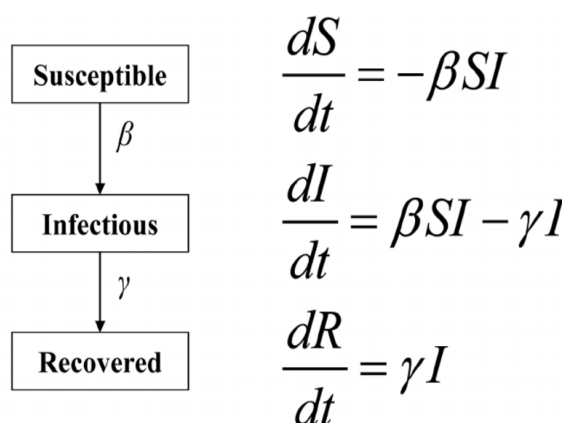 Susceptible
β
Infectious
γ
Recovered
dS/dt = −βSI
dI/dt = βSI − γI
dR/dt = γI